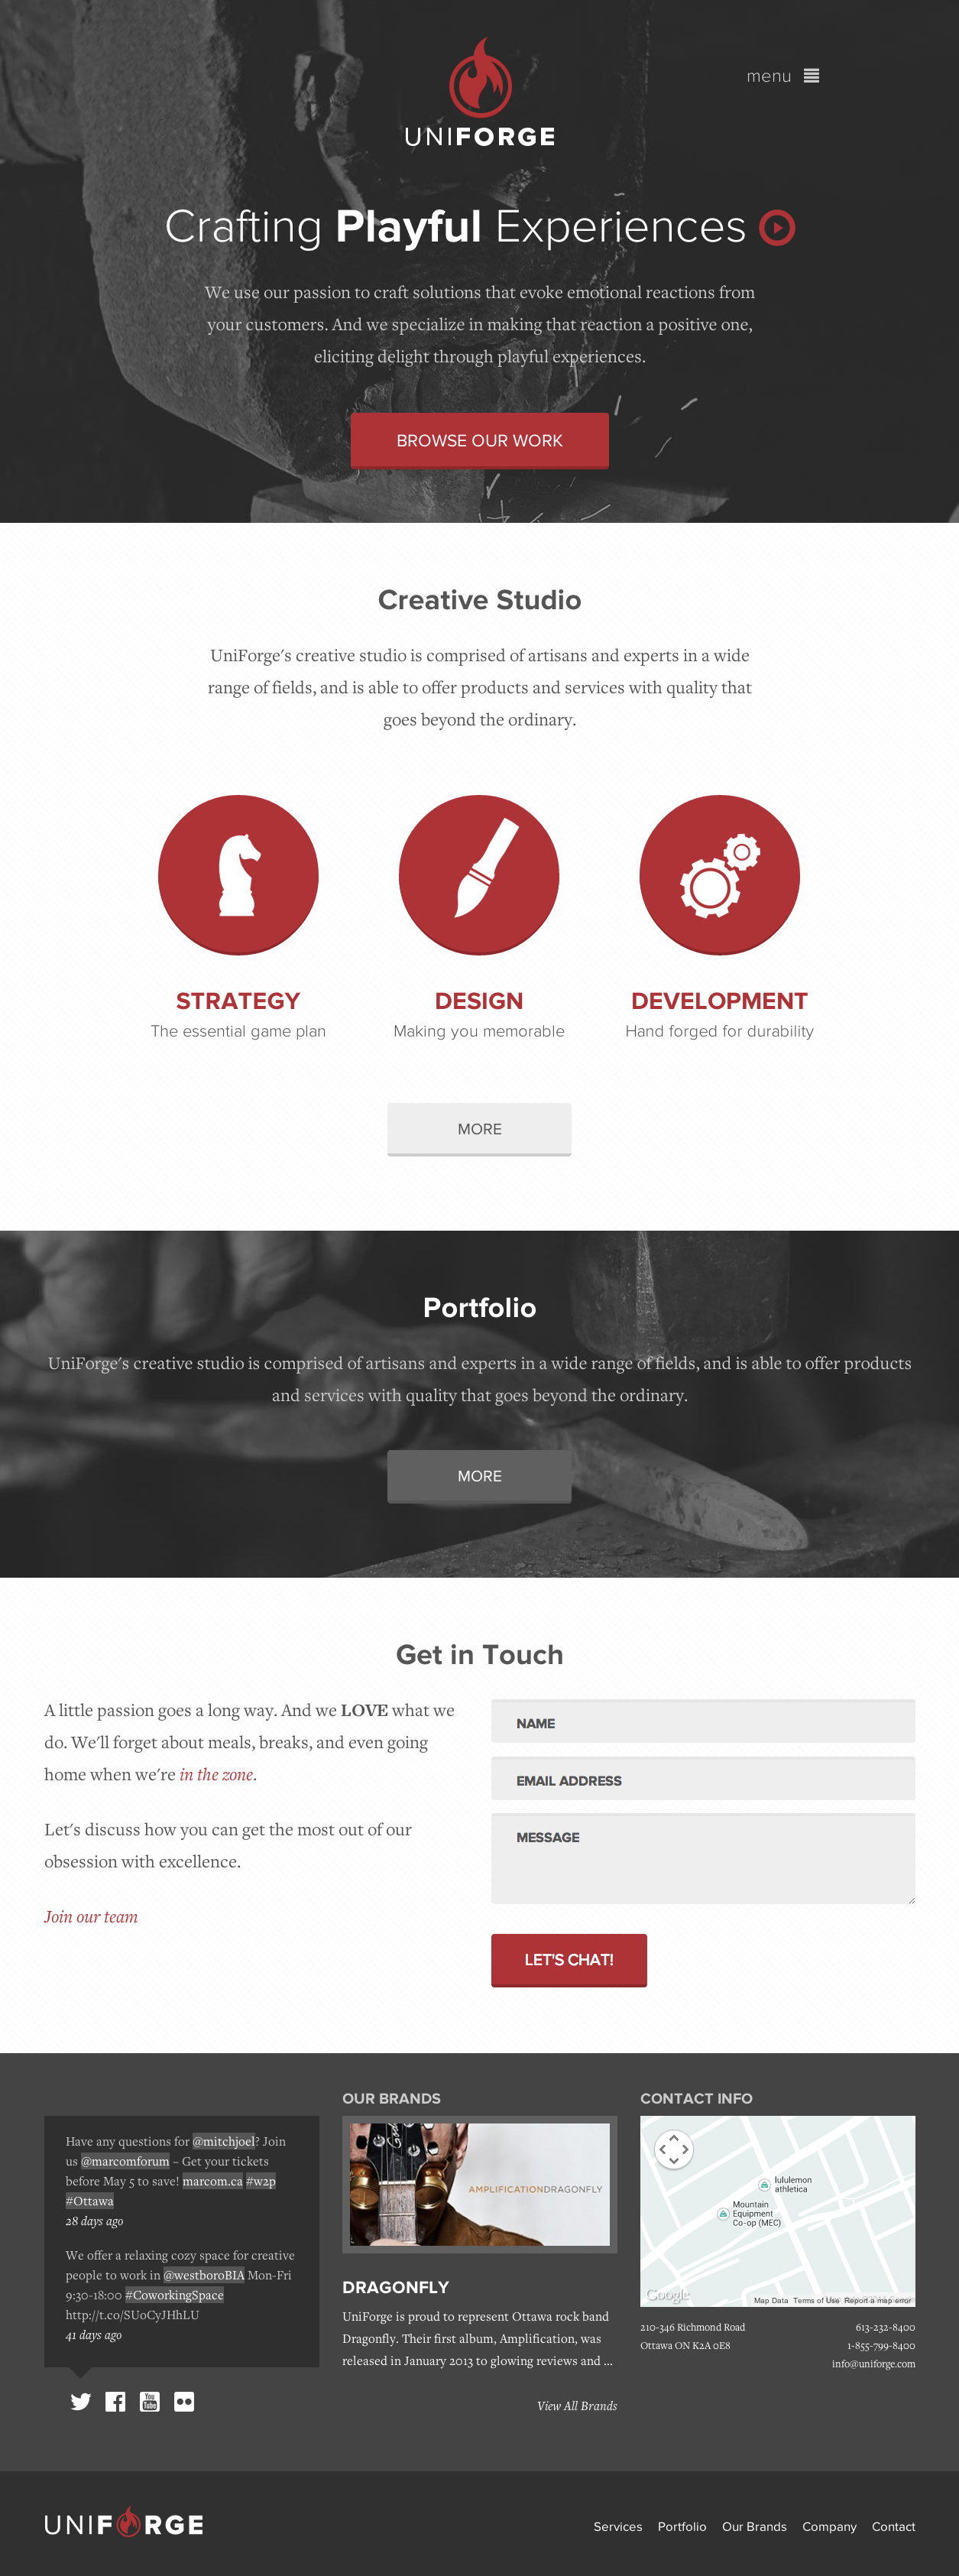 menu
UNIFORGE
Crafting Playful Experiences
We use our passion to craft solutions that evoke emotional reactions from
your customers. And we specialize in making that reaction a positive one,
eliciting delight through playful experiences.
BROWSE OUR WORK
Creative Studio
UniForge's creative studio is comprised of artisans and experts in a wide
range of fields, and is able to offer products and services with quality that
goes beyond the ordinary.
STRATEGY
The essential game plan
DESIGN
Making you memorable
DEVELOPMENT
Hand forged for durability
MORE
Portfolio
UniForge's creative studio is comprised of artisans and experts in a wide range of fields, and is able to offer products
and services with quality that goes beyond the ordinary.
MORE
Get in Touch
A little passion goes a long way. And we LOVE what we
do. We'll forget about meals, breaks, and even going
home when we're in the zone.
Let's discuss how you can get the most out of our
obsession with excellence.
Join our team
NAME
EMAIL ADDRESS
MESSAGE
LET'S CHAT!
Have any questions for @mitchjoel? Join
us @marcomforum – Get your tickets
before May 5 to save! marcom.ca #w2p
#Ottawa
28 days ago
We offer a relaxing cozy space for creative
people to work in @westboroBIA Mon-Fri
9:30-18:00 #CoworkingSpace
http://t.co/SUoCyJHhLU
41 days ago
You
Tube
OUR BRANDS
AMPLIFICATIONDRAGONFLY
DRAGONFLY
UniForge is proud to represent Ottawa rock band
Dragonfly. Their first album, Amplification, was
released in January 2013 to glowing reviews and ...
View All Brands
CONTACT INFO
lululemon
athletica
Mountain
Equipment
Co-op (MEC)
Google
Map Data Terms of Use Report a map error
210-346 Richmond Road
Ottawa ON K2A 0E8
613-232-8400
1-855-799-8400
info@uniforge.com
UNIFORGE
Services Portfolio Our Brands Company Contact